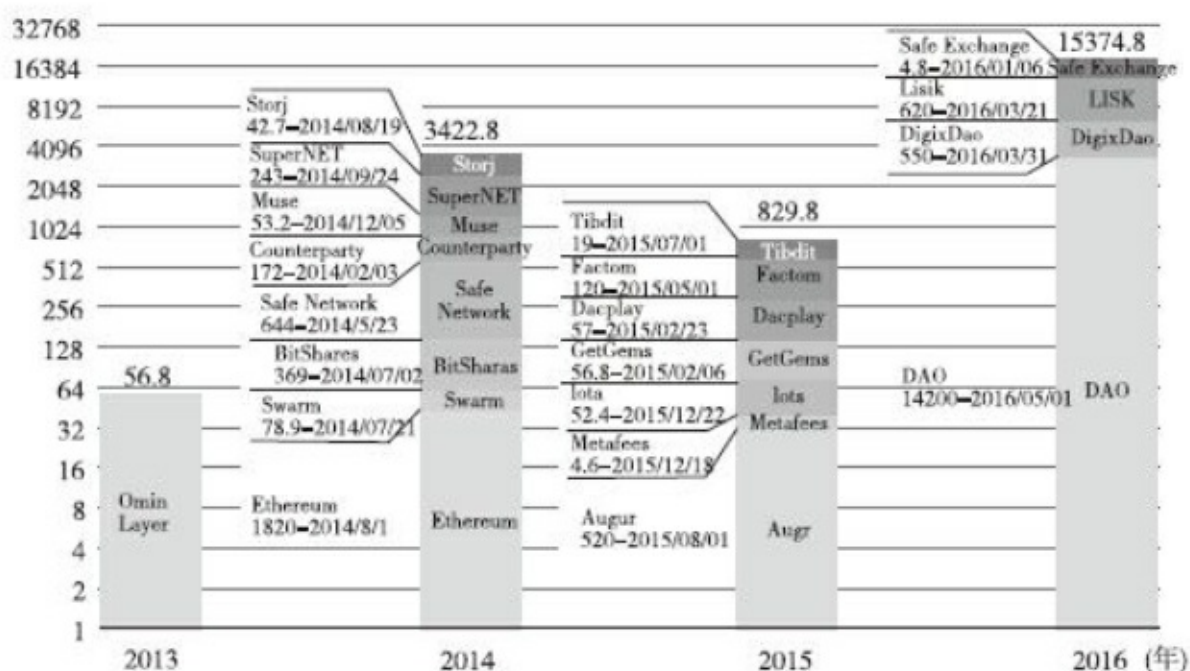 32768
16384
8192
4096
2048
1024
512
256
128
64
32
16
8
4
2
1
56.8
Omin
Layer
2013
Storj
42.7–2014/08/19
SuperNET
243–2014/09/24
Muse
53.2–2014/12/05
Counterparty
172–2014/02/03
Safe Network
644–2014/5/23
BitShares
369–2014/07/02
Swarm
78.9–2014/07/21
Ethereum
1820–2014/8/1
3422.8
Storj
SuperNET
Muse
Counterparty
Safe
Network
BitSharas
Swarm
Ethereum
2014
Tibdit
19–2015/07/01
Factom
120–2015/05/01
Dacplay
57–2015/02/23
GetGems
56.8–2015/02/06
Iota
52.4–2015/12/22
Metafees
4.6–2015/12/18
Augur
520–2015/08/01
829.8
Tibdit
Factom
Dacplay
GetGems
Iots
Metafees
Augr
2015
Safe Exchange
4.8–2016/01/06
Lisik
620–2016/03/21
DigixDao
550–2016/03/31
DAO
14200–2016/05/01
15374.8
Safe Exchange
LISK
DigixDao
DAO
2016 (年)